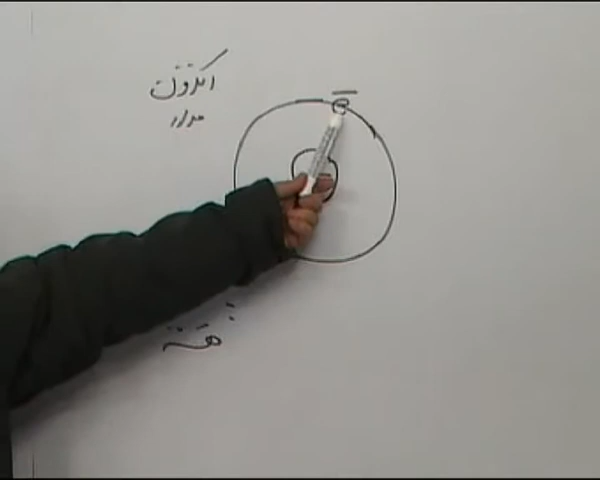 الکترون
مدار
e
هسته